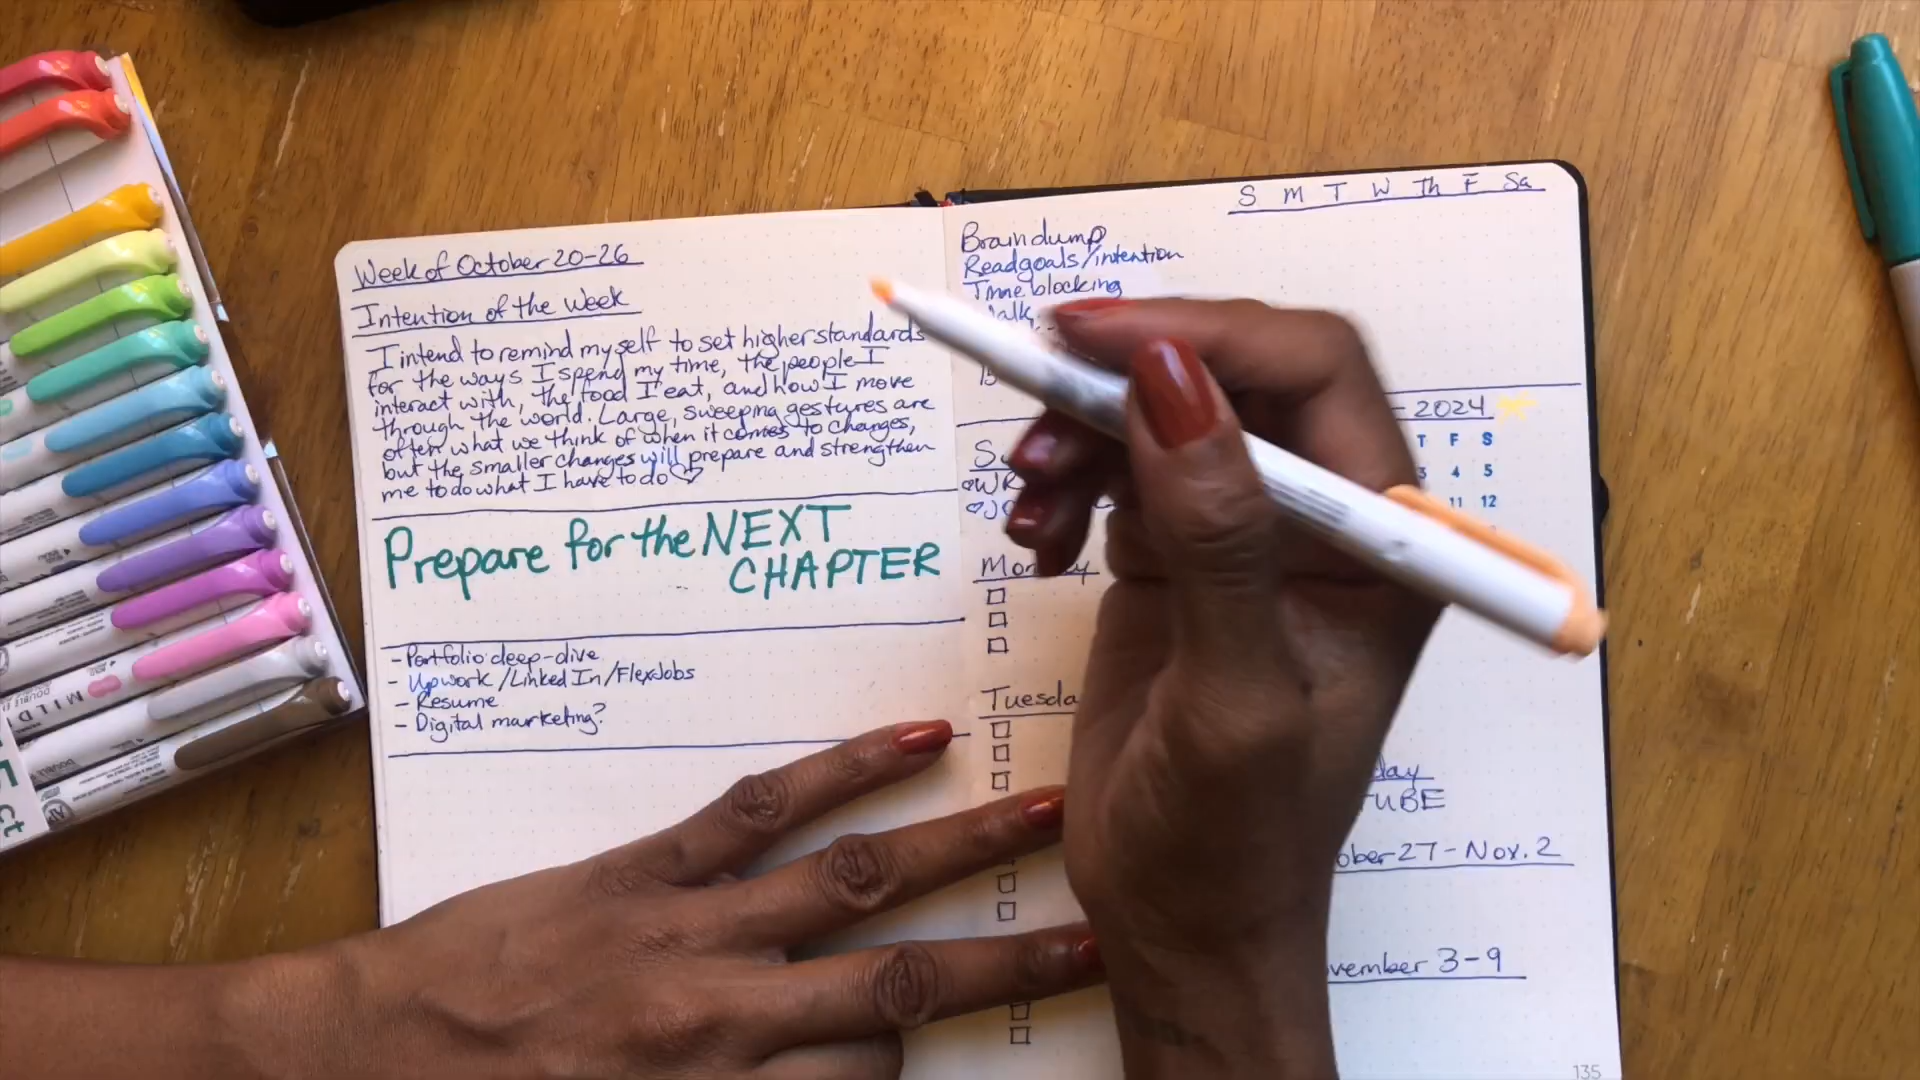 Week of October 20-26
Intention of the Week
I intend to remind myself to set higher standards
for the ways I spend my time, the people I
interact with, the food I eat, and how I move
through the world. Large, sweeping gestures are
often what we think of when it comes to changes,
but the smaller changes will prepare and strengthen
me to do what I have to do
Prepare for the NEXT
CHAPTER
- Portfolio deep-dive
- Upwork/LinkedIn/FlexJobs
- Resume
- Digital marketing?
S M T W Th F Sa
Braindump
Read goals/intention
Time blocking
2024
T F S
4 5
11 12
Monday
Tuesda
day
TUBE
ober 27-Nov. 2
vember 3-9
135
MILD